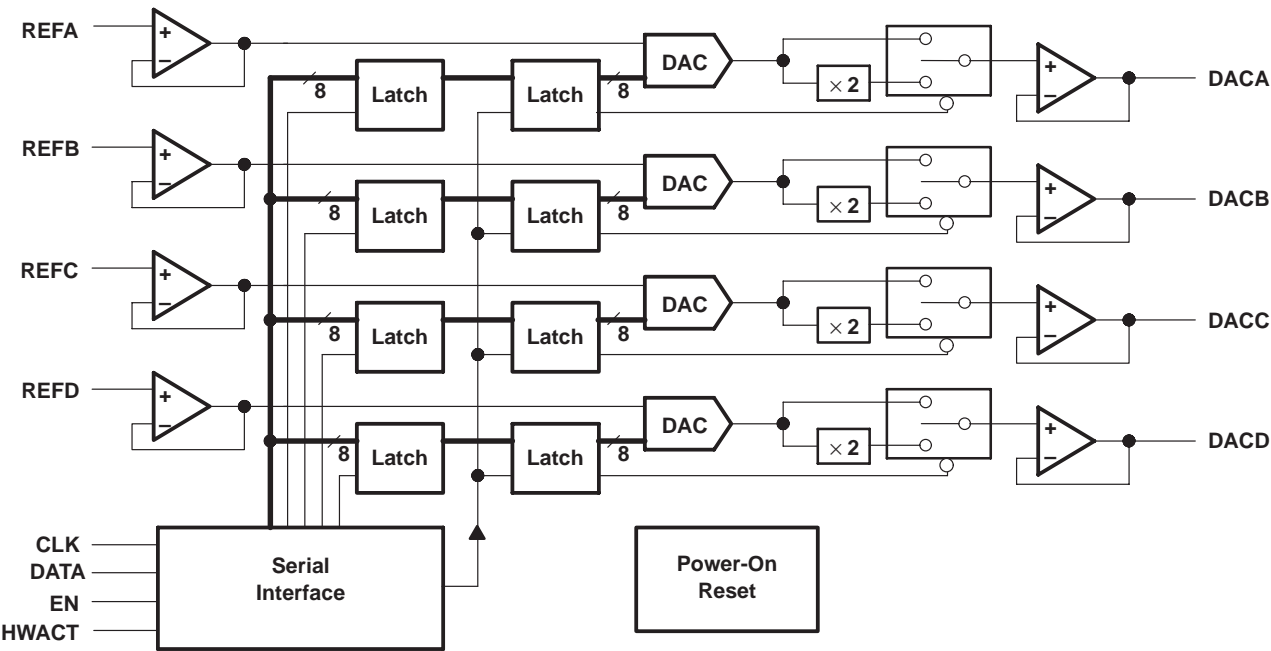 REFA
+
−
8
Latch
Latch
8
DAC
× 2
+
−
DACA
REFB
+
−
8
Latch
Latch
8
DAC
× 2
+
−
DACB
REFC
+
−
8
Latch
Latch
8
DAC
× 2
+
−
DACC
REFD
+
−
8
Latch
Latch
8
DAC
× 2
+
−
DACD
CLK
DATA
EN
HWACT
Serial
Interface
Power-On
Reset